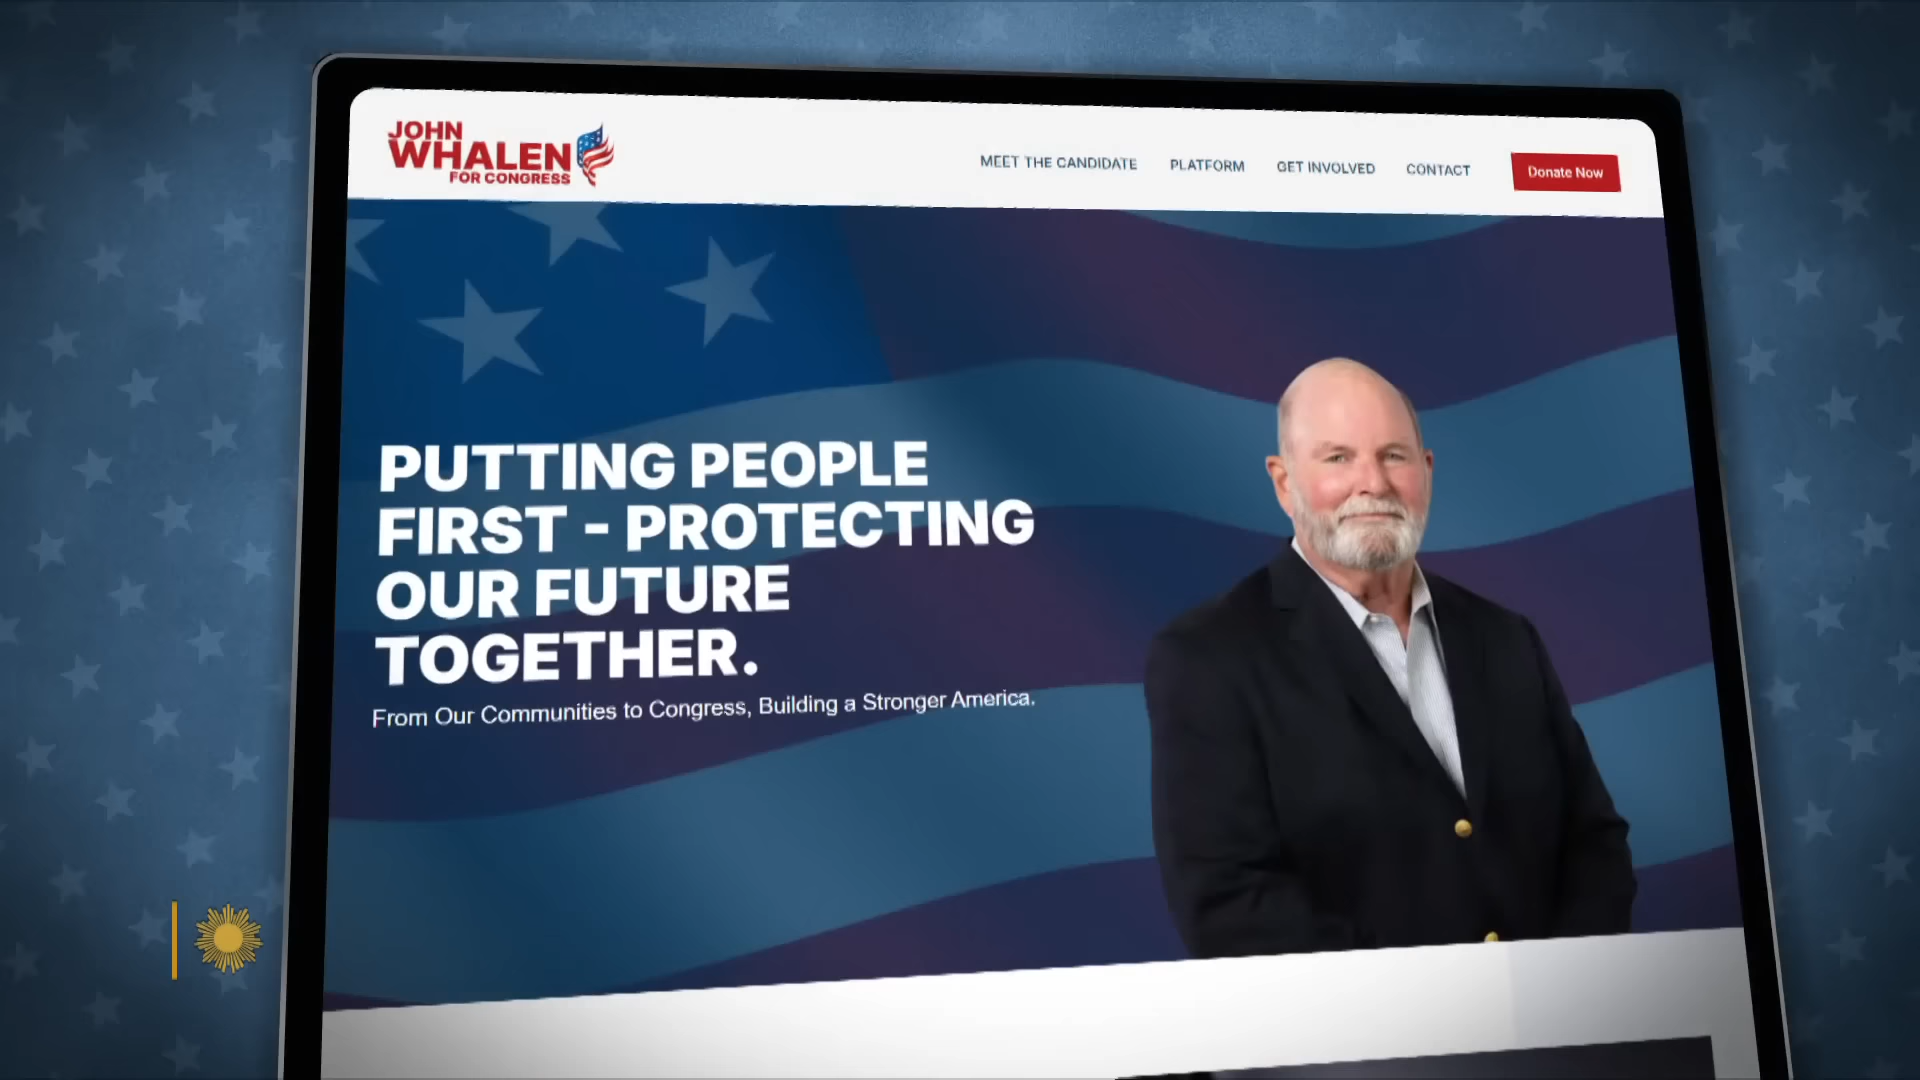 JOHN
WHALEN
FOR CONGRESS
MEET THE CANDIDATE PLATFORM GET INVOLVED CONTACT Donate Now
PUTTING PEOPLE
FIRST - PROTECTING
OUR FUTURE
TOGETHER.
From Our Communities to Congress, Building a Stronger America.